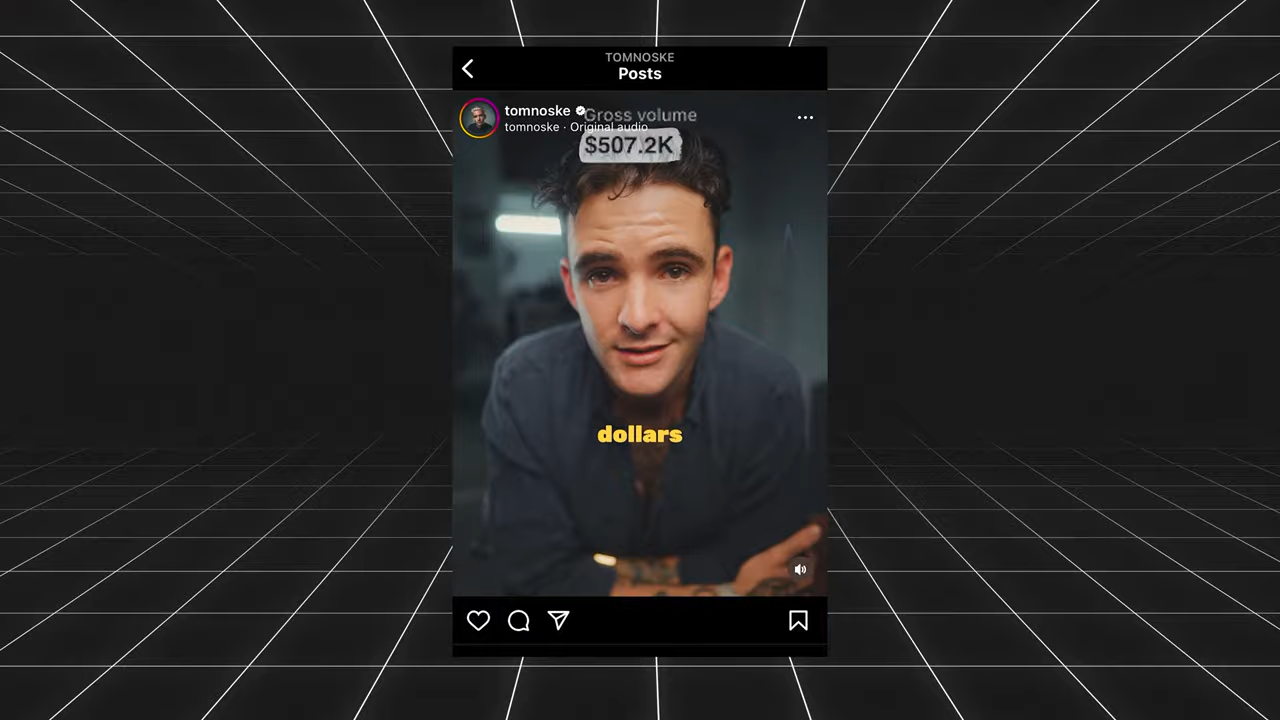 TOMNOSKE
Posts
tomnoske
Gross volume
tomnoske · Original audio
$507.2K
dollars